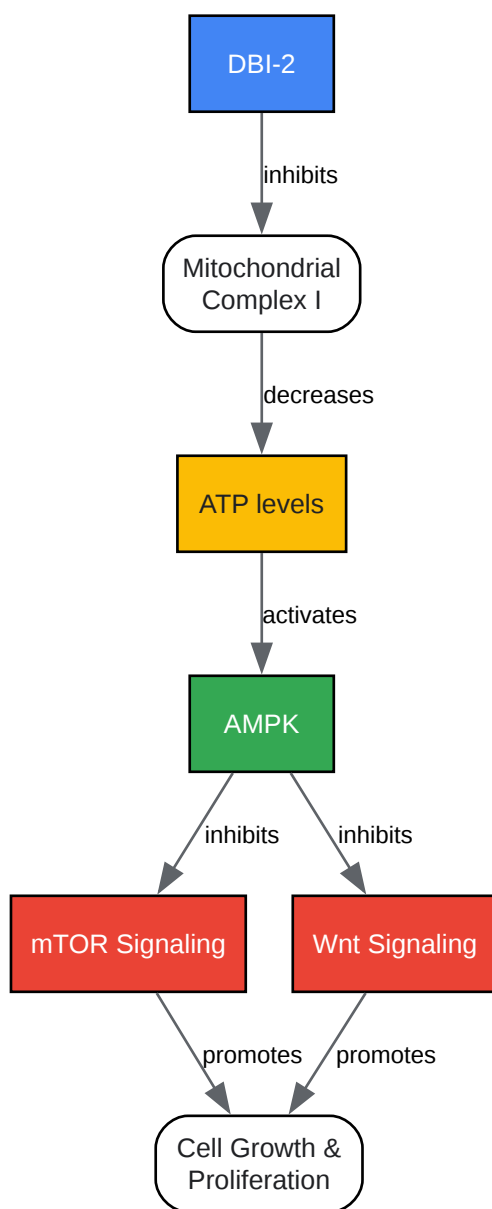 DBI-2
inhibits
Mitochondrial
Complex I
decreases
ATP levels
activates
AMPK
inhibits
inhibits
mTOR Signaling
Wnt Signaling
promotes
promotes
Cell Growth &
Proliferation